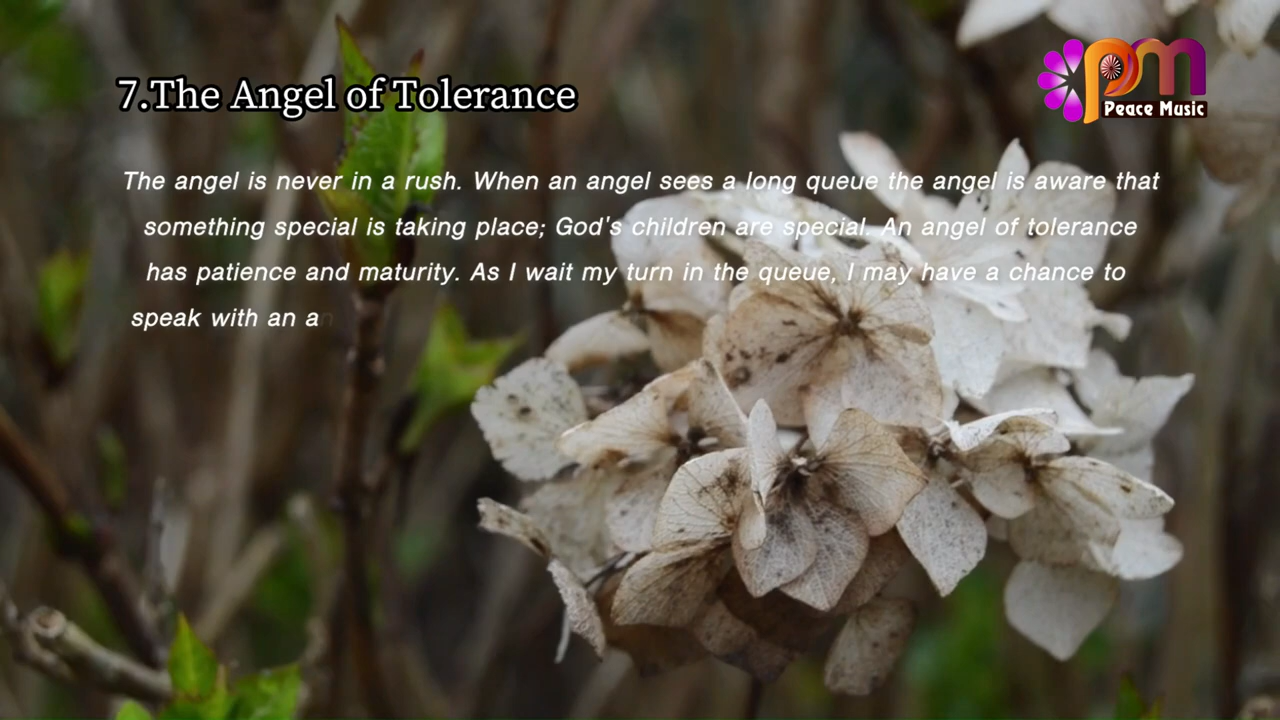 7.The Angel of Tolerance
pm
Peace Music
The angel is never in a rush. When an angel sees a long queue the angel is aware that
something special is taking place; God's children are special. An angel of tolerance
has patience and maturity. As I wait my turn in the queue, I may have a chance to
speak with an an